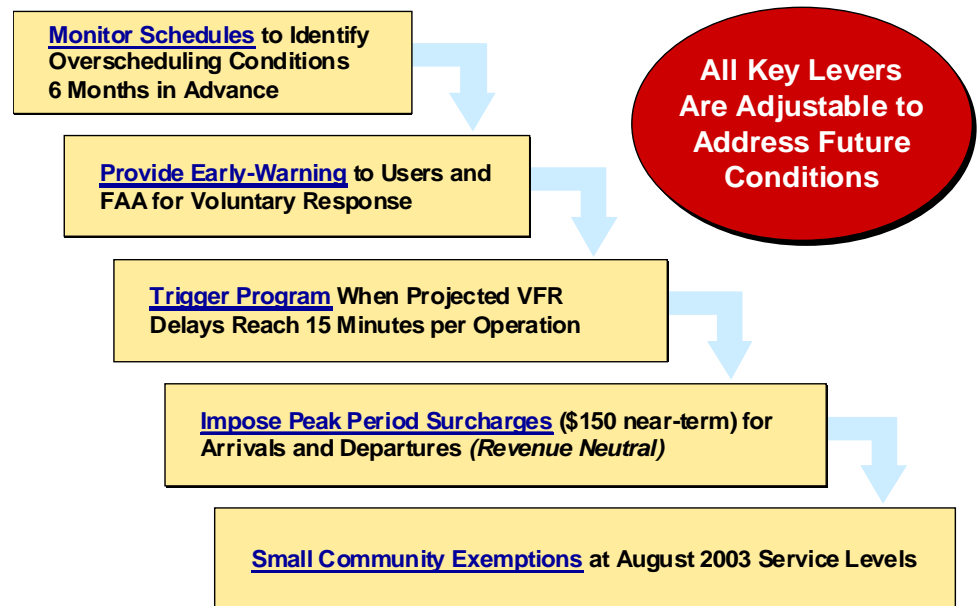 Monitor Schedules to Identify
Overscheduling Conditions
6 Months in Advance
All Key Levers
Are Adjustable to
Address Future
Conditions
Provide Early-Warning to Users and
FAA for Voluntary Response
Trigger Program When Projected VFR
Delays Reach 15 Minutes per Operation
Impose Peak Period Surcharges ($150 near-term) for
Arrivals and Departures (Revenue Neutral)
Small Community Exemptions at August 2003 Service Levels